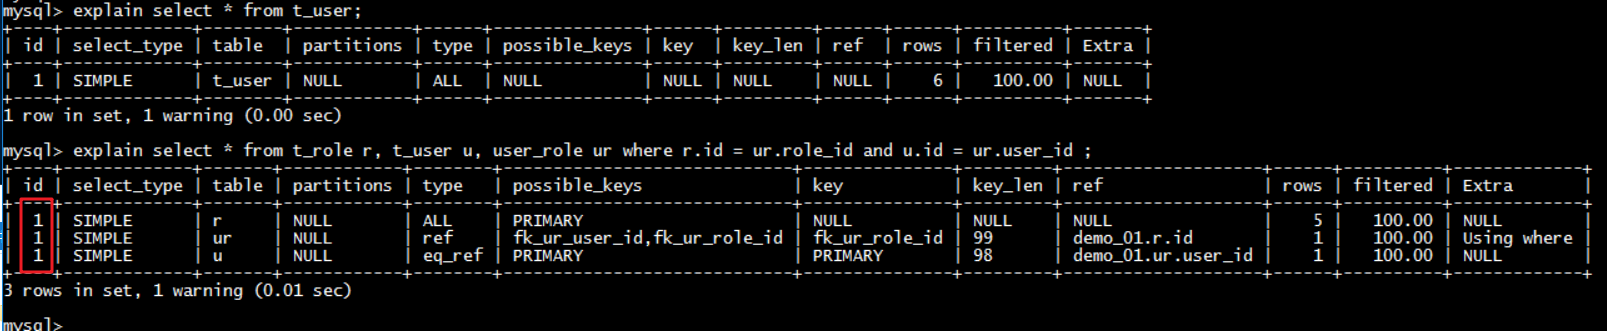 mysql> explain select * from t_user;
+----+-------------+--------+------------+------+---------------+------+---------+------+------+----------+-------+
| id | select_type | table  | partitions | type | possible_keys | key  | key_len | ref  | rows | filtered | Extra |
+----+-------------+--------+------------+------+---------------+------+---------+------+------+----------+-------+
|  1 | SIMPLE      | t_user | NULL       | ALL  | NULL          | NULL | NULL    | NULL |    6 |   100.00 | NULL  |
+----+-------------+--------+------------+------+---------------+------+---------+------+------+----------+-------+
1 row in set, 1 warning (0.00 sec)
mysql> explain select * from t_role r, t_user u, user_role ur where r.id = ur.role_id and u.id = ur.user_id ;
+----+-------------+-------+------------+--------+-----------------------------+---------------+---------+--------------------+------+----------+-------------+
| id | select_type | table | partitions | type   | possible_keys               | key           | key_len | ref                | rows | filtered | Extra       |
+----+-------------+-------+------------+--------+-----------------------------+---------------+---------+--------------------+------+----------+-------------+
|  1 | SIMPLE      | r     | NULL       | ALL    | PRIMARY                     | NULL          | NULL    | NULL               |    5 |   100.00 | NULL        |
|  1 | SIMPLE      | ur    | NULL       | ref    | fk_ur_user_id,fk_ur_role_id | fk_ur_role_id | 99      | demo_01.r.id       |    1 |   100.00 | Using where |
|  1 | SIMPLE      | u     | NULL       | eq_ref | PRIMARY                     | PRIMARY       | 98      | demo_01.ur.user_id |    1 |   100.00 | NULL        |
+----+-------------+-------+------------+--------+-----------------------------+---------------+---------+--------------------+------+----------+-------------+
3 rows in set, 1 warning (0.01 sec)
mysql>